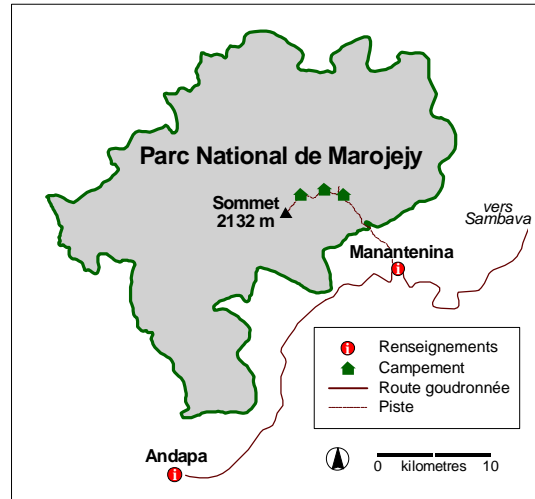 Parc National de Marojejy
Sommet
2132 m
vers
Sambava
Manantenina
Renseignements
Campement
Route goudronnée
Piste
Andapa
0 kilometres 10